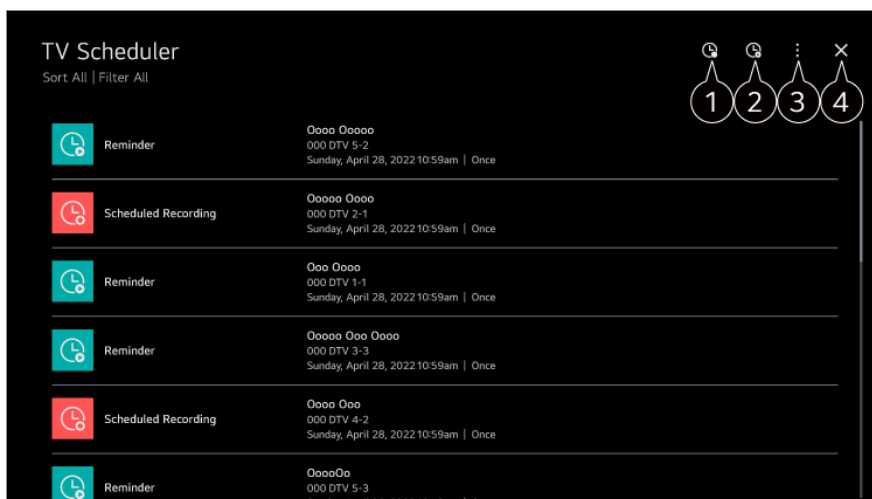 TV Scheduler
Sort All | Filter All
1 2 3 4
Reminder
Oooo Ooooo
000 DTV 5-2
Sunday, April 28, 2022 10:59am | Once
Scheduled Recording
Ooooo Oooo
000 DTV 2-1
Sunday, April 28, 2022 10:59am | Once
Reminder
Ooo Oooo
000 DTV 1-1
Sunday, April 28, 2022 10:59am | Once
Reminder
Ooooo Ooo Oooo
000 DTV 3-3
Sunday, April 28, 2022 10:59am | Once
Scheduled Recording
Oooo Ooo
000 DTV 4-2
Sunday, April 28, 2022 10:59am | Once
Reminder
OoooOo
000 DTV 5-3